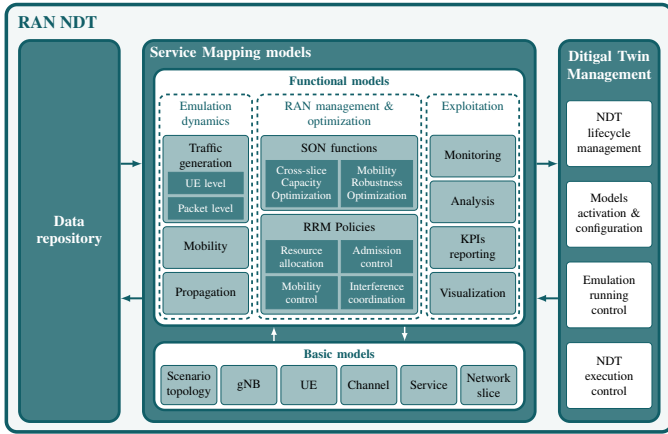 RAN NDT
Data
repository
Service Mapping models
Functional models
Emulation
dynamics
Traffic
generation
UE level
Packet level
Mobility
Propagation
RAN management &
optimization
SON functions
Cross-slice
Capacity
Optimization
Mobility
Robustness
Optimization
RRM Policies
Resource
allocation
Admission
control
Mobility
control
Interference
coordination
Exploitation
Monitoring
Analysis
KPIs
reporting
Visualization
Basic models
Scenario
topology
gNB
UE
Channel
Service
Network
slice
Ditigal Twin
Management
NDT
lifecycle
management
Models
activation &
configuration
Emulation
running
control
NDT
execution
control